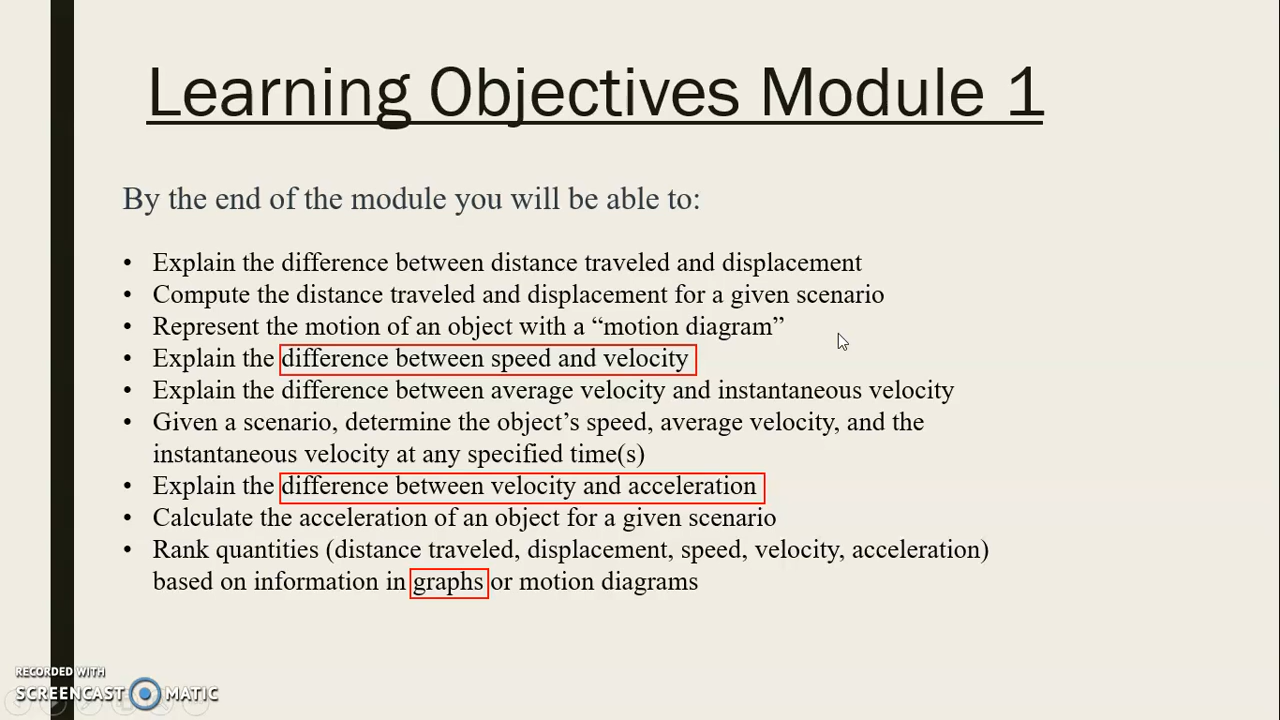 Learning Objectives Module 1
By the end of the module you will be able to:
• Explain the difference between distance traveled and displacement
• Compute the distance traveled and displacement for a given scenario
• Represent the motion of an object with a “motion diagram”
• Explain the difference between speed and velocity
• Explain the difference between average velocity and instantaneous velocity
• Given a scenario, determine the object’s speed, average velocity, and the
instantaneous velocity at any specified time(s)
• Explain the difference between velocity and acceleration
• Calculate the acceleration of an object for a given scenario
• Rank quantities (distance traveled, displacement, speed, velocity, acceleration)
based on information in graphs or motion diagrams
RECORDED WITH
SCREENCAST MATIC